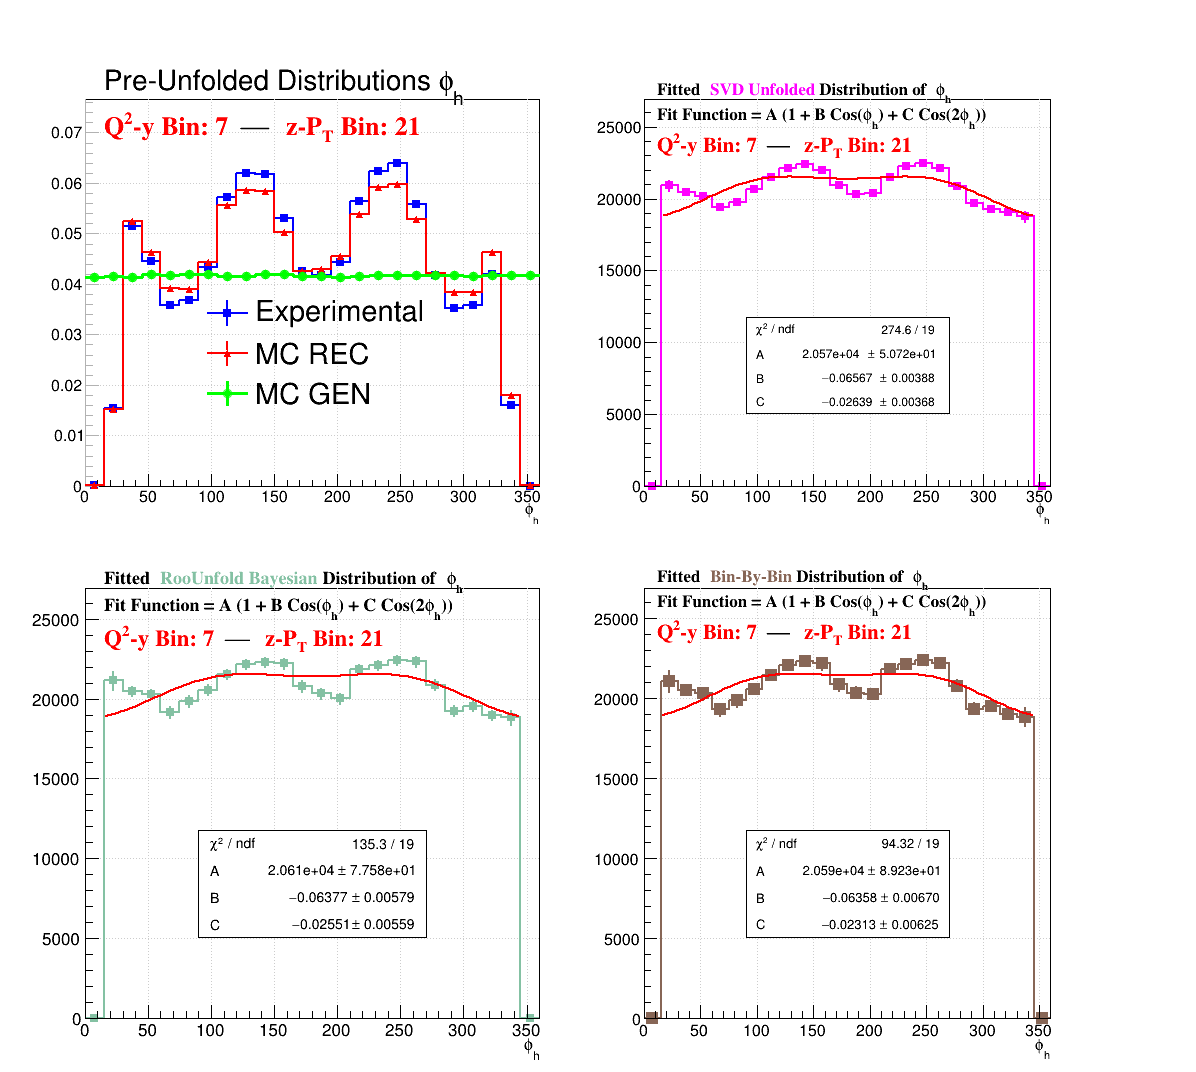 Pre-Unfolded Distributions ϕh
Q²-y Bin: 7 — z-PT Bin: 21
0.07
0.06
0.05
0.04
0.03
0.02
0.01
0
Experimental
MC REC
MC GEN
0 50 100 150 200 250 300 350
ϕh
Fitted SVD Unfolded Distribution of ϕh
Fit Function = A (1 + B Cos(ϕh) + C Cos(2ϕh))
Q²-y Bin: 7 — z-PT Bin: 21
25000
20000
15000
10000
5000
0
χ² / ndf 274.6 / 19
A 2.057e+04 ± 5.072e+01
B −0.06567 ± 0.00388
C −0.02639 ± 0.00368
0 50 100 150 200 250 300 350
ϕh
Fitted RooUnfold Bayesian Distribution of ϕh
Fit Function = A (1 + B Cos(ϕh) + C Cos(2ϕh))
Q²-y Bin: 7 — z-PT Bin: 21
25000
20000
15000
10000
5000
0
χ² / ndf 135.3 / 19
A 2.061e+04 ± 7.758e+01
B −0.06377 ± 0.00579
C −0.02551 ± 0.00559
0 50 100 150 200 250 300 350
ϕh
Fitted Bin-By-Bin Distribution of ϕh
Fit Function = A (1 + B Cos(ϕh) + C Cos(2ϕh))
Q²-y Bin: 7 — z-PT Bin: 21
25000
20000
15000
10000
5000
0
χ² / ndf 94.32 / 19
A 2.059e+04 ± 8.923e+01
B −0.06358 ± 0.00670
C −0.02313 ± 0.00625
0 50 100 150 200 250 300 350
ϕh